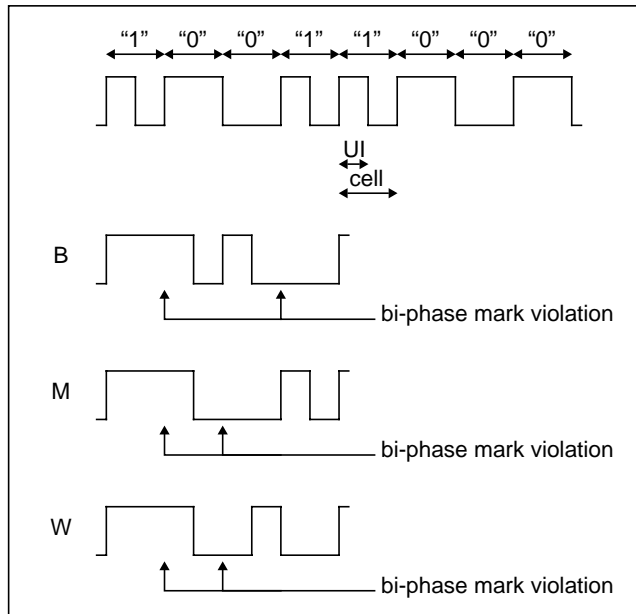 “1” “0” “0” “1” “1” “0” “0” “0”
UI
cell
B
bi-phase mark violation
M
bi-phase mark violation
W
bi-phase mark violation